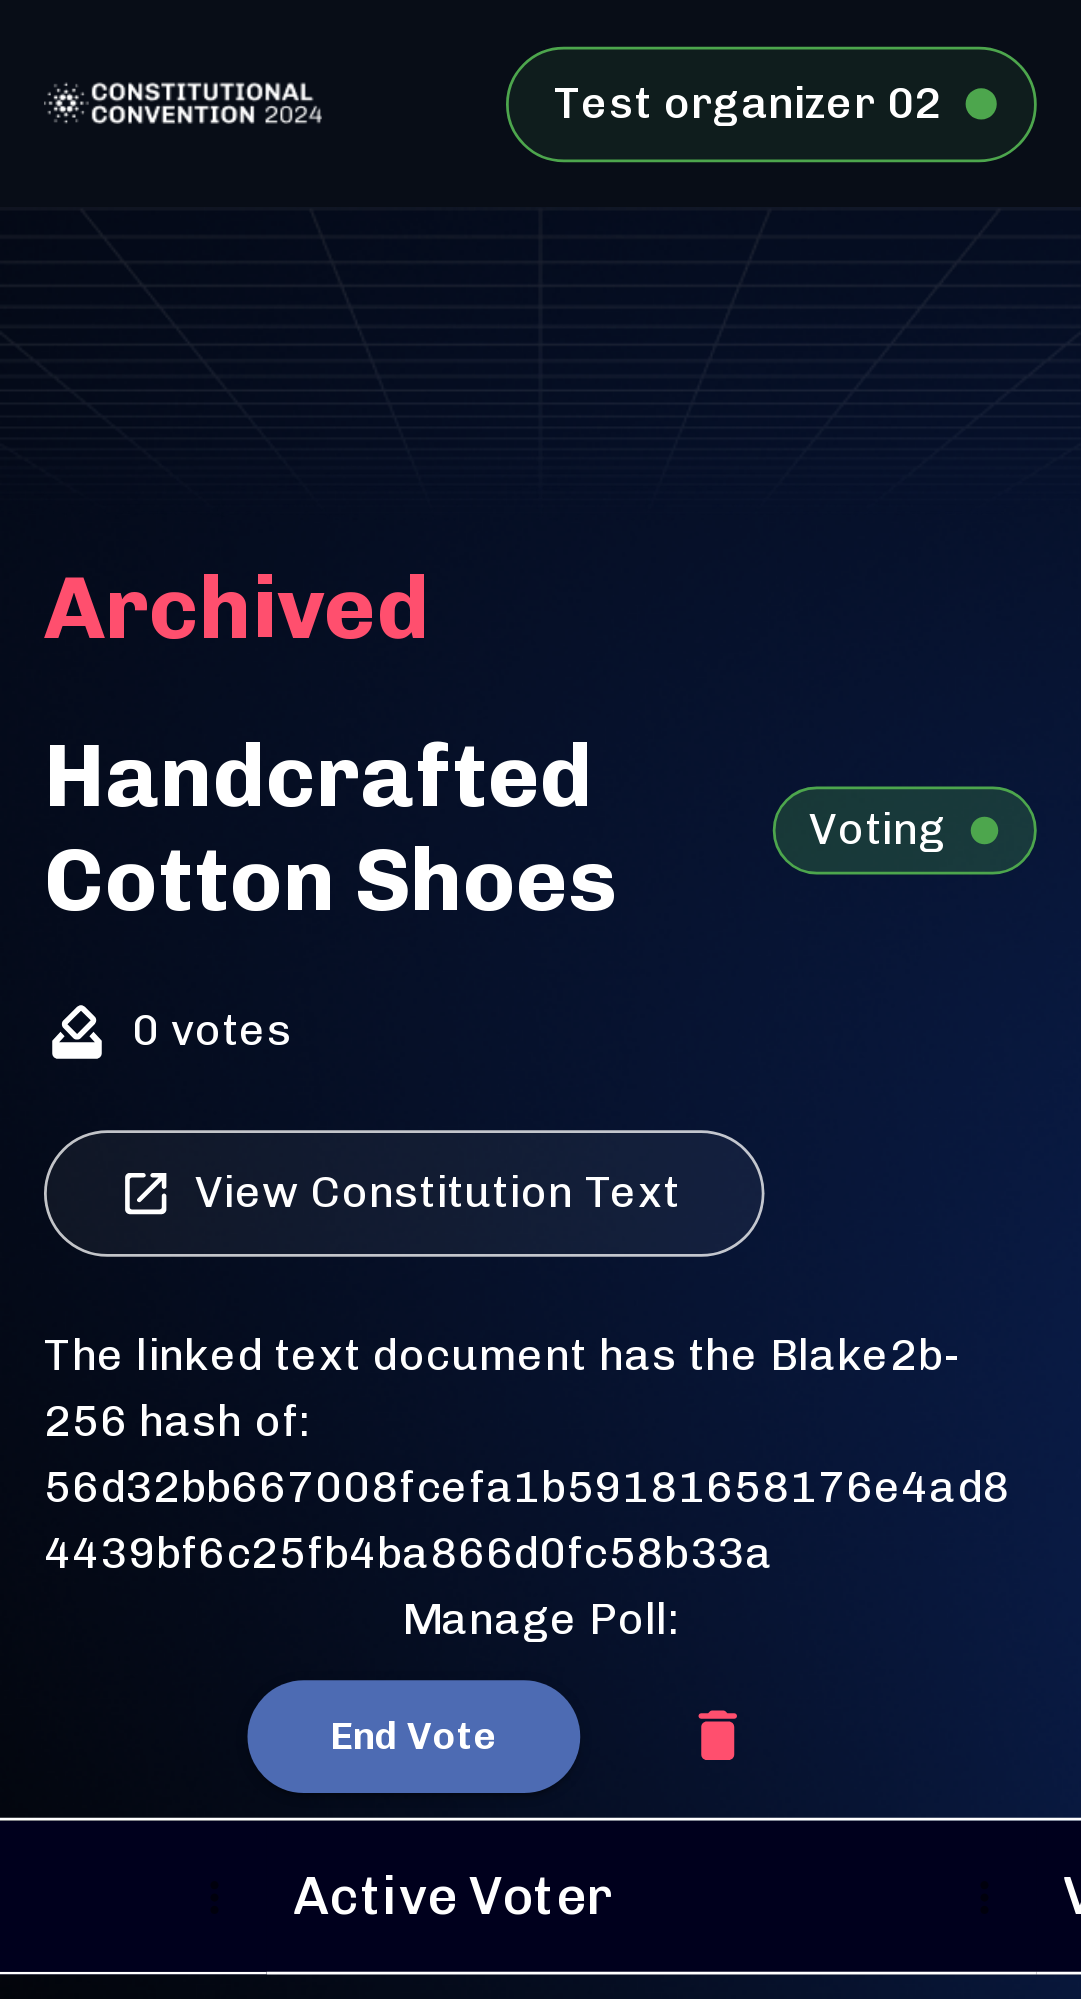 CONSTITUTIONAL
CONVENTION 2024
Test organizer 02
Archived
Handcrafted
Cotton Shoes
Voting
0 votes
View Constitution Text
The linked text document has the Blake2b-
256 hash of:
56d32bb667008fcefa1b59181658176e4ad8
4439bf6c25fb4ba866d0fc58b33a
Manage Poll:
End Vote
Active Voter